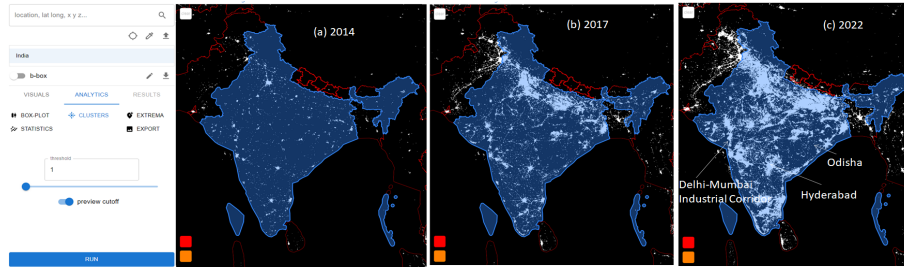 location, lat long, x y z...
India
b-box
VISUALS ANALYTICS RESULTS
BOX-PLOT CLUSTERS EXTREMA
STATISTICS EXPORT
threshold
1
preview cutoff
RUN
(a) 2014
(b) 2017
(c) 2022
Odisha
Delhi-Mumbai
Industrial Corridor
Hyderabad